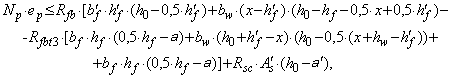 N_p·e_p≤R_fb·[b'_f·h'_f·(h_0-0,5·h'_f)+b_w·(x-h'_f)·(h_0-h_f-0,5·x+0,5·h'_f)-
-R_fbt3·[b_f·h_f·(0,5·h_f-a)+b_w·(h_0+h'_f-x)·(h_0-0,5·(x+h_w-h'_f))+
+b_f·h_f·(0,5·h_f-a)]+R_sc·A'_s·(h_0-a'),